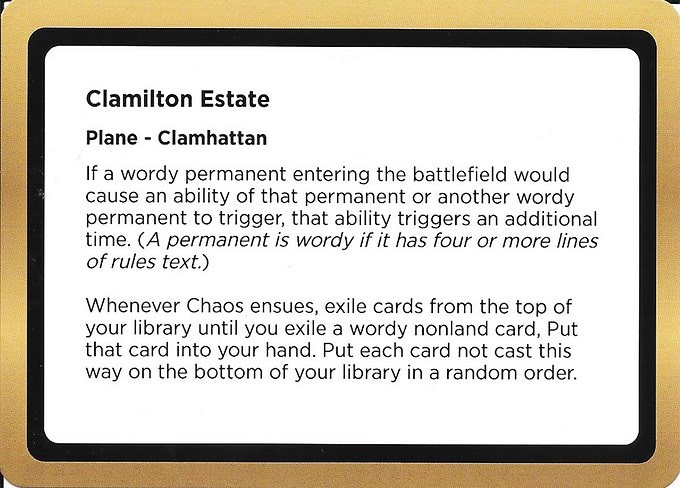 Clamilton Estate
Plane - Clamhattan
If a wordy permanent entering the battlefield would
cause an ability of that permanent or another wordy
permanent to trigger, that ability triggers an additional
time. (A permanent is wordy if it has four or more lines
of rules text.)
Whenever Chaos ensues, exile cards from the top of
your library until you exile a wordy nonland card, Put
that card into your hand. Put each card not cast this
way on the bottom of your library in a random order.